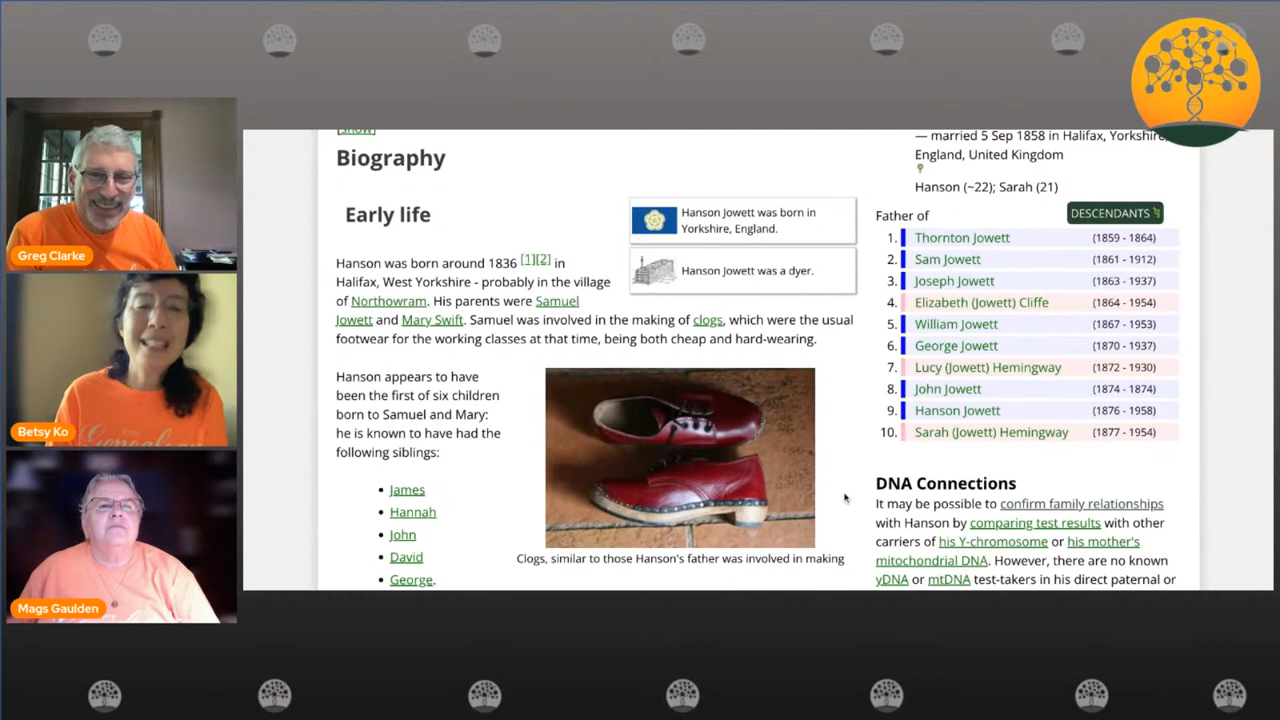 Greg Clarke
Betsy Ko
Mags Gaulden
[show]
Biography
Early life
Hanson was born around 1836 [1][2] in
Halifax, West Yorkshire - probably in the village
of Northowram. His parents were Samuel
Jowett and Mary Swift. Samuel was involved in the making of clogs, which were the usual
footwear for the working classes at that time, being both cheap and hard-wearing.
Hanson Jowett was born in
Yorkshire, England.
Hanson Jowett was a dyer.
Hanson appears to have
been the first of six children
born to Samuel and Mary:
he is known to have had the
following siblings:
• James
• Hannah
• John
• David
• George.
Clogs, similar to those Hanson's father was involved in making
— married 5 Sep 1858 in Halifax, Yorkshire,
England, United Kingdom
Hanson (~22); Sarah (21)
Father of
DESCENDANTS
1. Thornton Jowett (1859 - 1864)
2. Sam Jowett (1861 - 1912)
3. Joseph Jowett (1863 - 1937)
4. Elizabeth (Jowett) Cliffe (1864 - 1954)
5. William Jowett (1867 - 1953)
6. George Jowett (1870 - 1937)
7. Lucy (Jowett) Hemingway (1872 - 1930)
8. John Jowett (1874 - 1874)
9. Hanson Jowett (1876 - 1958)
10. Sarah (Jowett) Hemingway (1877 - 1954)
DNA Connections
It may be possible to confirm family relationships
with Hanson by comparing test results with other
carriers of his Y-chromosome or his mother's
mitochondrial DNA. However, there are no known
yDNA or mtDNA test-takers in his direct paternal or